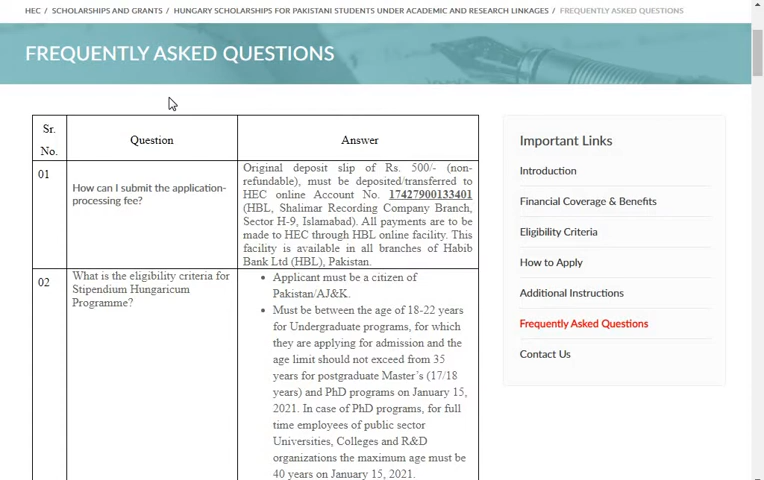 HEC / SCHOLARSHIPS AND GRANTS / HUNGARY SCHOLARSHIPS FOR PAKISTANI STUDENTS UNDER ACADEMIC AND RESEARCH LINKAGES / FREQUENTLY ASKED QUESTIONS
FREQUENTLY ASKED QUESTIONS
Sr.
No.
Question
Answer
01
How can I submit the application-
processing fee?
Original deposit slip of Rs. 500/- (non-
refundable), must be deposited/transferred to
HEC online Account No. 17427900133401
(HBL, Shalimar Recording Company Branch,
Sector H-9, Islamabad). All payments are to be
made to HEC through HBL online facility. This
facility is available in all branches of Habib
Bank Ltd (HBL), Pakistan.
02
What is the eligibility criteria for
Stipendium Hungaricum
Programme?
• Applicant must be a citizen of
Pakistan/AJ&K.
• Must be between the age of 18-22 years
for Undergraduate programs, for which
they are applying for admission and the
age limit should not exceed from 35
years for postgraduate Master's (17/18
years) and PhD programs on January 15,
2021. In case of PhD programs, for full
time employees of public sector
Universities, Colleges and R&D
organizations the maximum age must be
40 years on January 15, 2021.
Important Links
Introduction
Financial Coverage & Benefits
Eligibility Criteria
How to Apply
Additional Instructions
Frequently Asked Questions
Contact Us